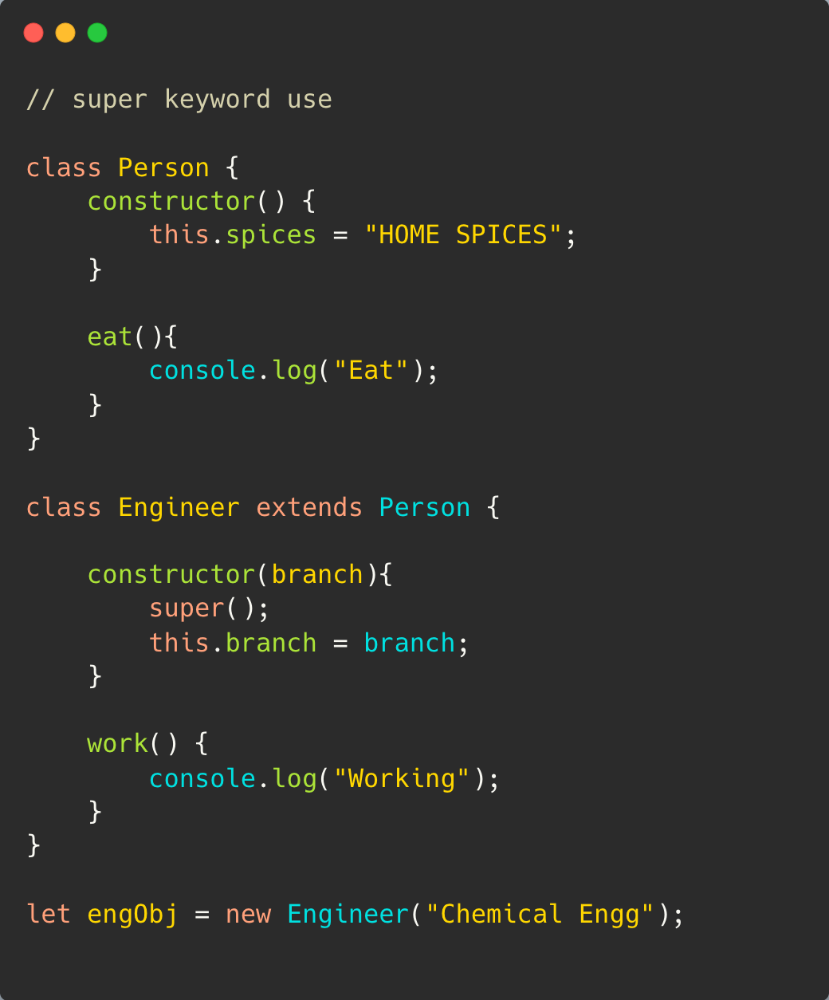 // super keyword use
class Person {
    constructor() {
        this.spices = "HOME SPICES";
    }
    eat(){
        console.log("Eat");
    }
}
class Engineer extends Person {
    constructor(branch){
        super();
        this.branch = branch;
    }
    work() {
        console.log("Working");
    }
}
let engObj = new Engineer("Chemical Engg");